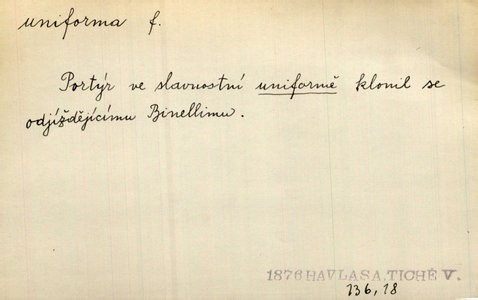 uniforma f.
Portýr ve slavnostní uniformě klonil se
odjíždějícímu Binellimu.
1876 HAVLASA, TICHÉ V.
136,18